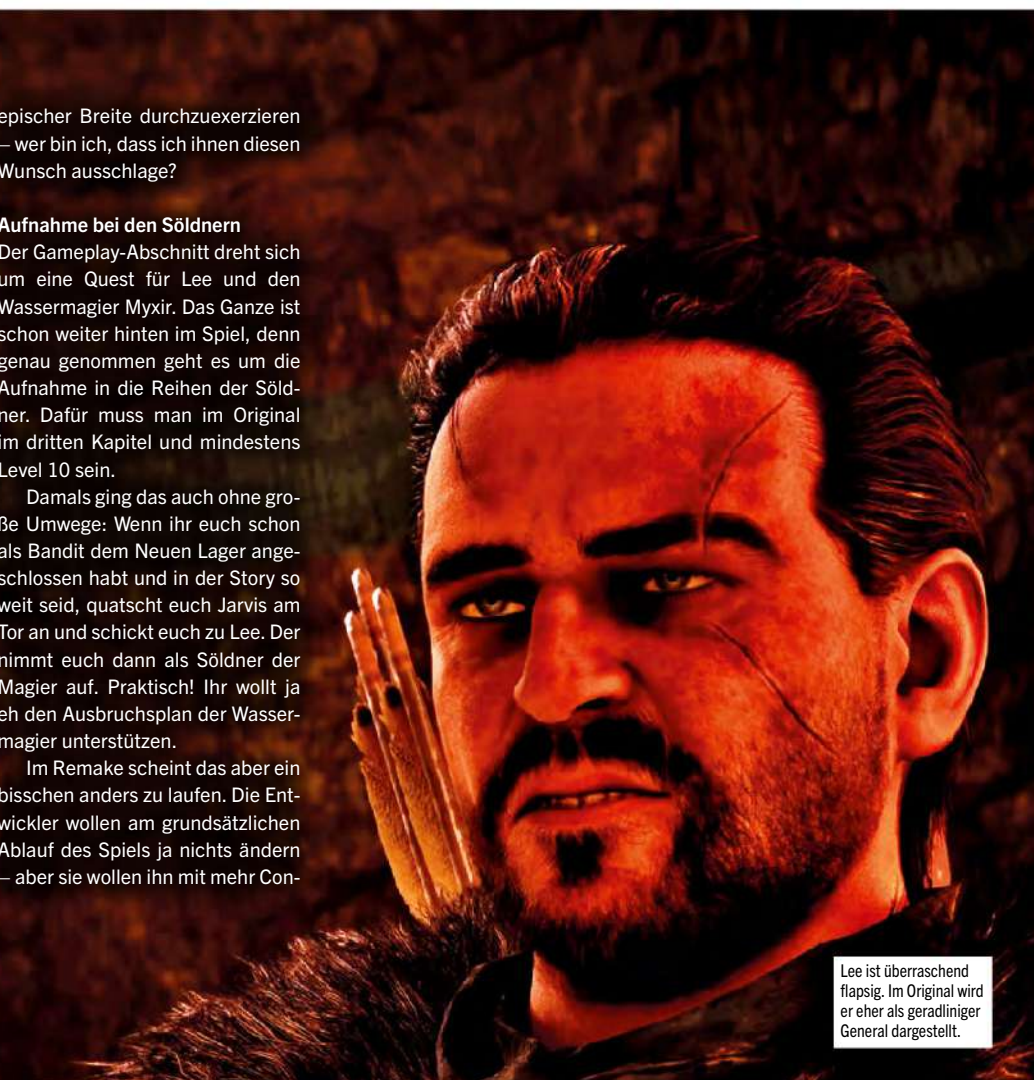 epischer Breite durchzuexerzieren
– wer bin ich, dass ich ihnen diesen
Wunsch ausschlage?
Aufnahme bei den Söldnern
Der Gameplay-Abschnitt dreht sich
um eine Quest für Lee und den
Wassermagier Myxir. Das Ganze ist
schon weiter hinten im Spiel, denn
genau genommen geht es um die
Aufnahme in die Reihen der Söld-
ner. Dafür muss man im Original
im dritten Kapitel und mindestens
Level 10 sein.
Damals ging das auch ohne gro-
ße Umwege: Wenn ihr euch schon
als Bandit dem Neuen Lager ange-
schlossen habt und in der Story so
weit seid, quatscht euch Jarvis am
Tor an und schickt euch zu Lee. Der
nimmt euch dann als Söldner der
Magier auf. Praktisch! Ihr wollt ja
eh den Ausbruchsplan der Wasser-
magier unterstützen.
Im Remake scheint das aber ein
bisschen anders zu laufen. Die Ent-
wickler wollen am grundsätzlichen
Ablauf des Spiels ja nichts ändern
– aber sie wollen ihn mit mehr Con-
Lee ist überraschend
flapsig. Im Original wird
er eher als geradliniger
General dargestellt.